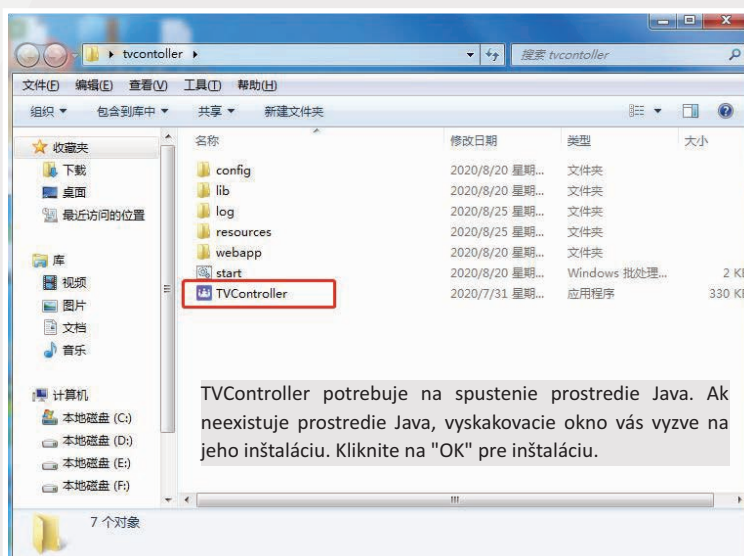 tvcontoller
搜索 tvcontoller
文件(F) 编辑(E) 查看(V) 工具(T) 帮助(H)
组织 包含到库中 共享 新建文件夹
收藏夹
下载
桌面
最近访问的位置
库
视频
图片
文档
音乐
计算机
本地磁盘 (C:)
本地磁盘 (D:)
本地磁盘 (E:)
本地磁盘 (F:)
名称 修改日期 类型 大小
config 2020/8/20 星期... 文件夹
lib 2020/8/20 星期... 文件夹
log 2020/8/25 星期... 文件夹
resources 2020/8/25 星期... 文件夹
webapp 2020/8/20 星期... 文件夹
start 2020/8/20 星期... Windows 批处理... 2 KB
TVController 2020/7/31 星期... 应用程序 330 KB
TVController potrebuje na spustenie prostredie Java. Ak
neexistuje prostredie Java, vyskakovacie okno vás vyzve na
jeho inštaláciu. Kliknite na "OK" pre inštaláciu.
7 个对象